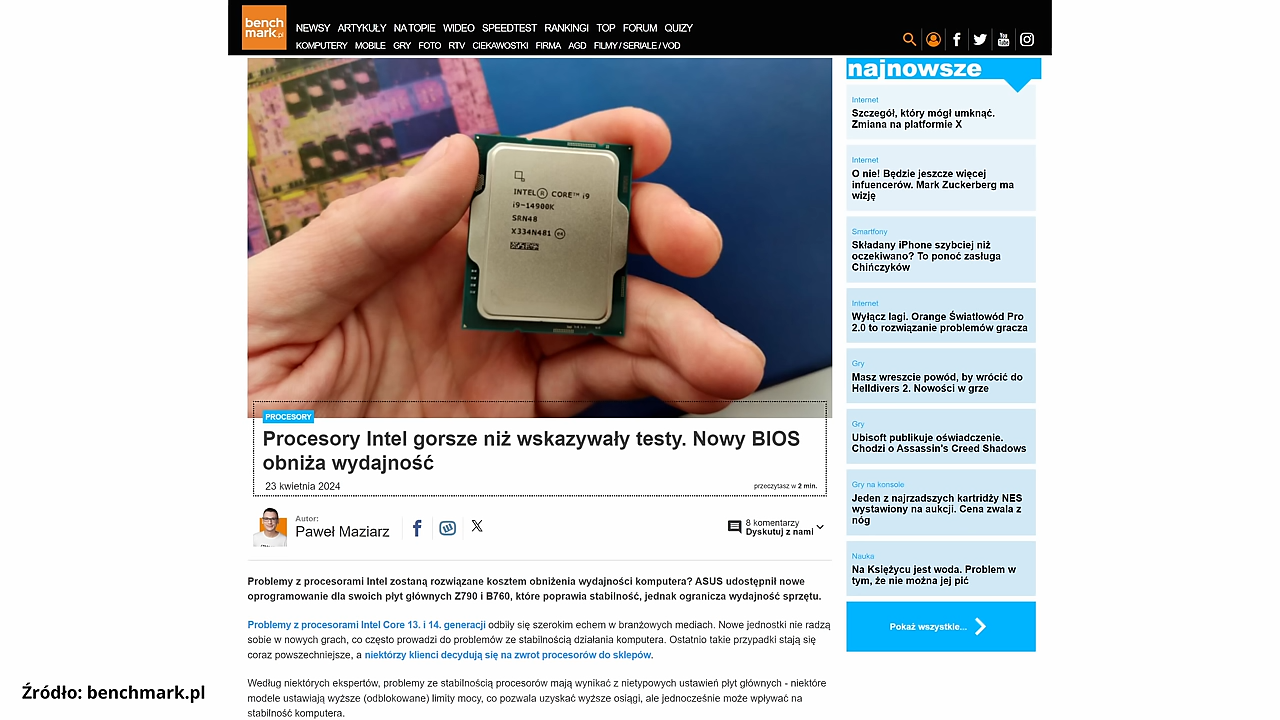 bench
mark.pl
NEWSY ARTYKUŁY NA TOPIE WIDEO SPEEDTEST RANKINGI TOP FORUM QUIZY
KOMPUTERY MOBILE GRY FOTO RTV CIEKAWOSTKI FIRMA AGD FILMY / SERIALE / VOD
You
Tube
INTEL® CORE™ i9
i9-14900K
SRN48
X334N481 e4
PROCESORY
Procesory Intel gorsze niż wskazywały testy. Nowy BIOS
obniża wydajność
23 kwietnia 2024
przeczytasz w 2 min.
Autor:
Paweł Maziarz
8 komentarzy
Dyskutuj z nami
Problemy z procesorami Intel zostaną rozwiązane kosztem obniżenia wydajności komputera? ASUS udostępnił nowe
oprogramowanie dla swoich płyt głównych Z790 i B760, które poprawia stabilność, jednak ogranicza wydajność sprzętu.
Problemy z procesorami Intel Core 13. i 14. generacji odbiły się szerokim echem w branżowych mediach. Nowe jednostki nie radzą
sobie w nowych grach, co często prowadzi do problemów ze stabilnością działania komputera. Ostatnio takie przypadki stają się
coraz powszechniejsze, a niektórzy klienci decydują się na zwrot procesorów do sklepów.
Według niektórych ekspertów, problemy ze stabilnością procesorów mają wynikać z nietypowych ustawień płyt głównych - niektóre
modele ustawiają wyższe (odblokowane) limity mocy, co pozwala uzyskać wyższe osiągi, ale jednocześnie może wpływać na
stabilność komputera.
najnowsze
Internet
Szczegół, który mógł umknąć.
Zmiana na platformie X
Internet
O nie! Będzie jeszcze więcej
infuencerów. Mark Zuckerberg ma
wizję
Smartfony
Składany iPhone szybciej niż
oczekiwano? To ponoć zasługa
Chińczyków
Internet
Wyłącz lagi. Orange Światłowód Pro
2.0 to rozwiązanie problemów gracza
Gry
Masz wreszcie powód, by wrócić do
Helldivers 2. Nowości w grze
Gry
Ubisoft publikuje oświadczenie.
Chodzi o Assassin's Creed Shadows
Gry na konsole
Jeden z najrzadszych kartridży NES
wystawiony na aukcji. Cena zwala z
nóg
Nauka
Na Księżycu jest woda. Problem w
tym, że nie można jej pić
Pokaż wszystkie...
Źródło: benchmark.pl